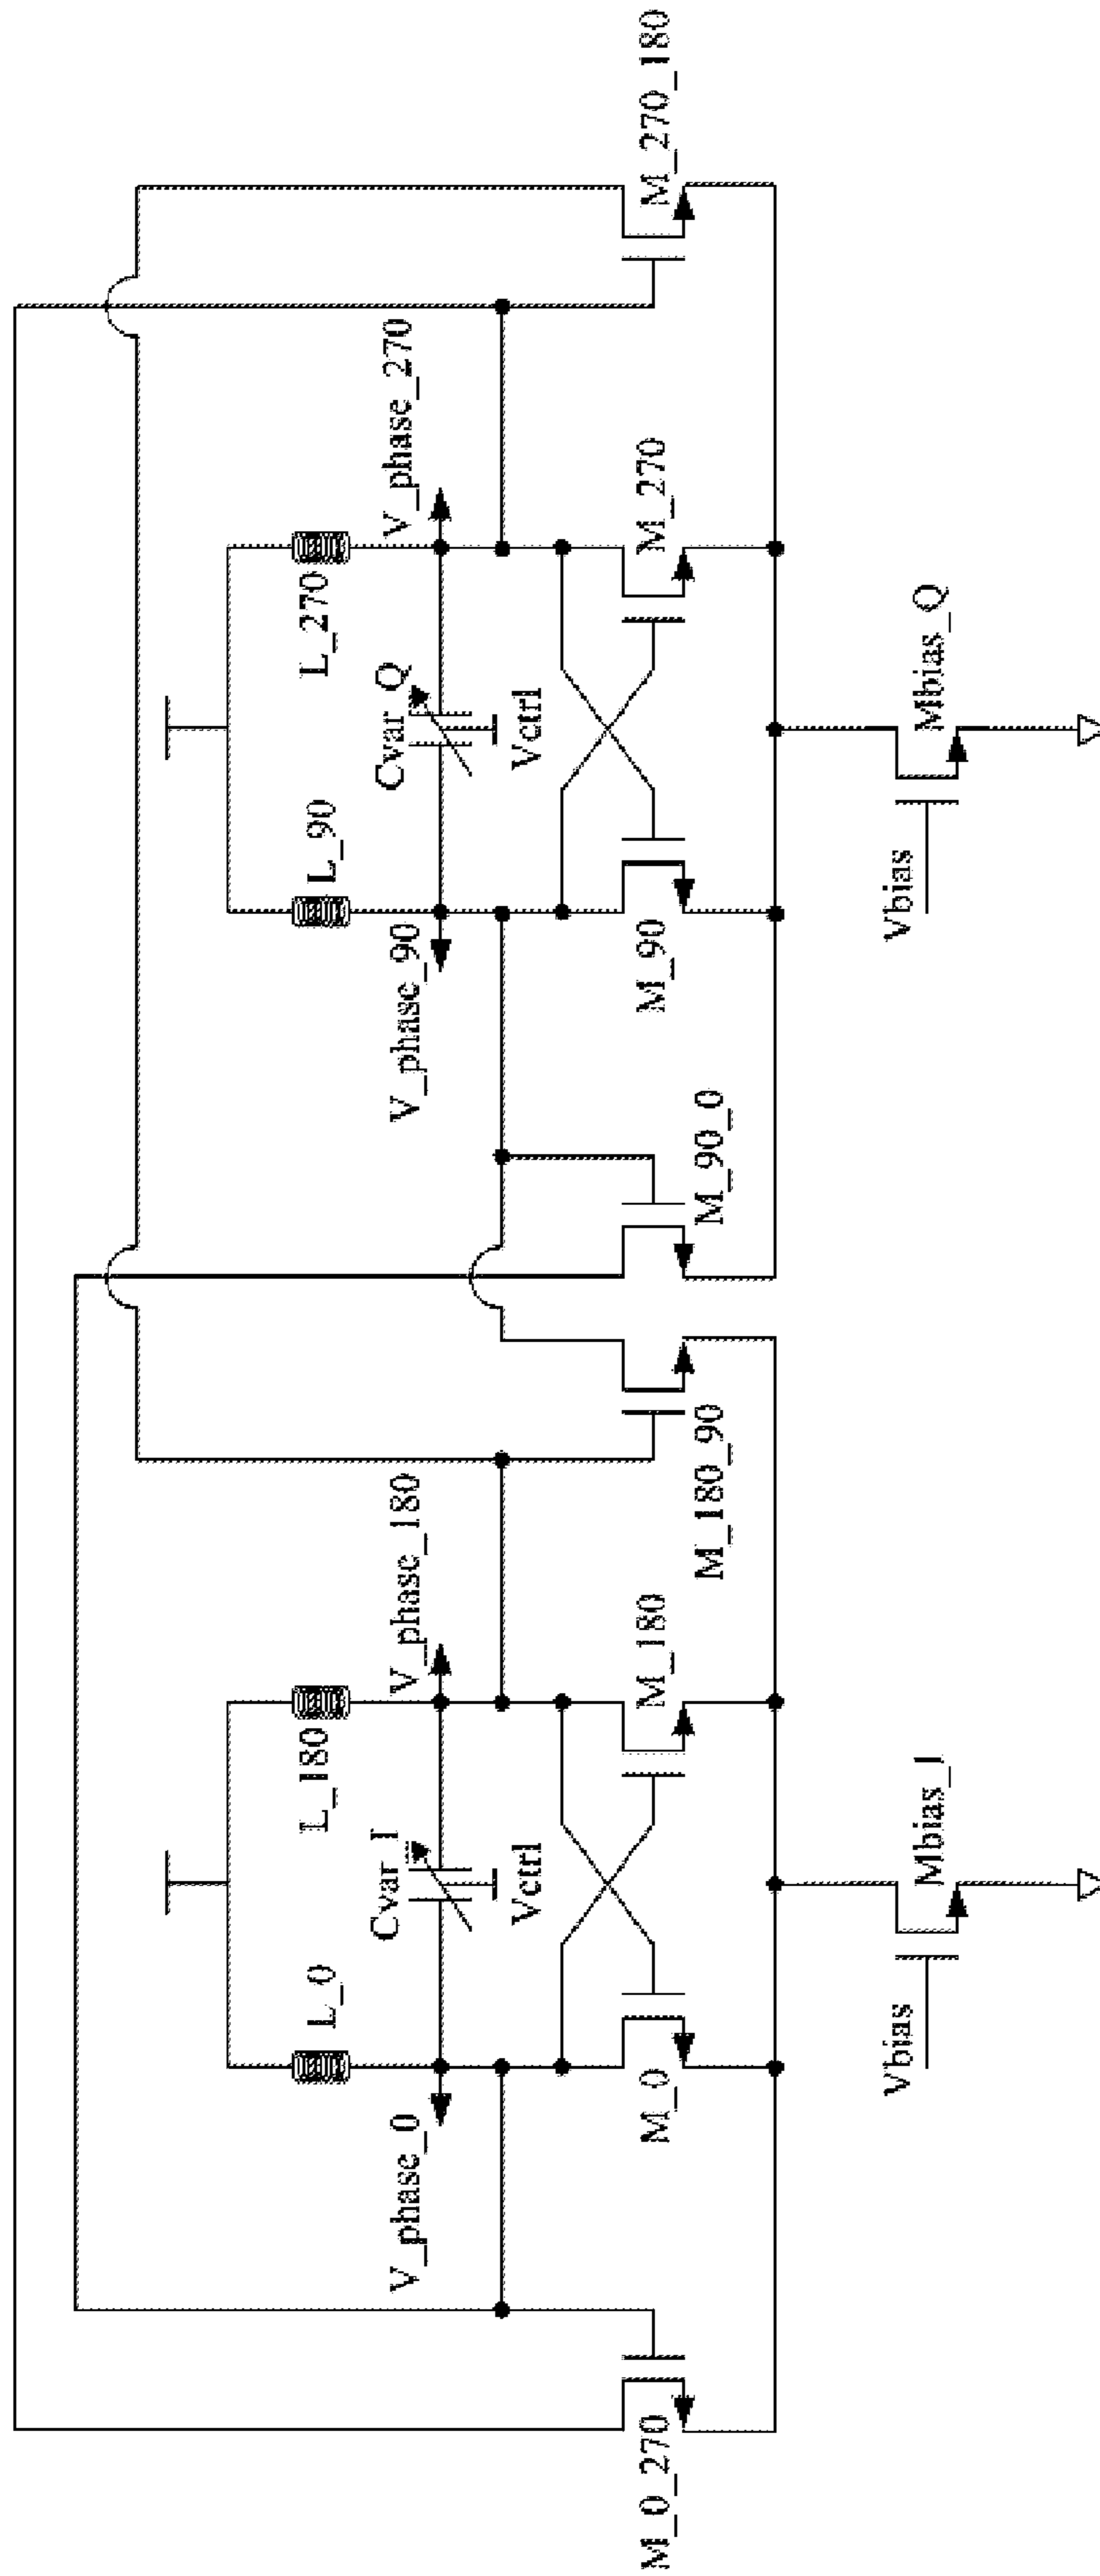 L_0
L_180
L_90
L_270
Cvar_I
Cvar_Q
V_phase_0
V_phase_180
V_phase_90
V_phase_270
Vctrl
Vctrl
M_0_270
M_0
M_180
M_180_90
M_90_0
M_90
M_270
M_270_180
Vbias
Mbias_I
Vbias
Mbias_Q